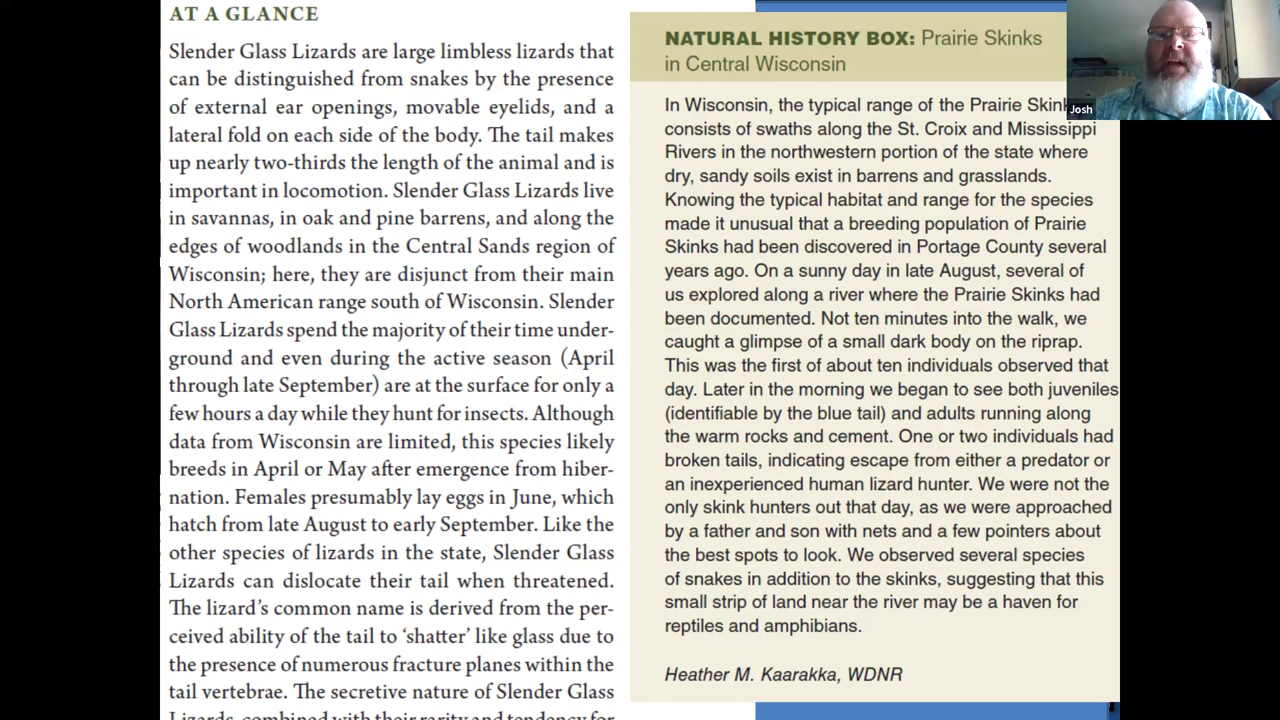 AT A GLANCE
Slender Glass Lizards are large limbless lizards that
can be distinguished from snakes by the presence
of external ear openings, movable eyelids, and a
lateral fold on each side of the body. The tail makes
up nearly two-thirds the length of the animal and is
important in locomotion. Slender Glass Lizards live
in savannas, in oak and pine barrens, and along the
edges of woodlands in the Central Sands region of
Wisconsin; here, they are disjunct from their main
North American range south of Wisconsin. Slender
Glass Lizards spend the majority of their time under-
ground and even during the active season (April
through late September) are at the surface for only a
few hours a day while they hunt for insects. Although
data from Wisconsin are limited, this species likely
breeds in April or May after emergence from hiber-
nation. Females presumably lay eggs in June, which
hatch from late August to early September. Like the
other species of lizards in the state, Slender Glass
Lizards can dislocate their tail when threatened.
The lizard's common name is derived from the per-
ceived ability of the tail to 'shatter' like glass due to
the presence of numerous fracture planes within the
tail vertebrae. The secretive nature of Slender Glass
Lizards, combined with their rarity and tendency for
NATURAL HISTORY BOX: Prairie Skinks
in Central Wisconsin
In Wisconsin, the typical range of the Prairie Skink
consists of swaths along the St. Croix and Mississippi
Rivers in the northwestern portion of the state where
dry, sandy soils exist in barrens and grasslands.
Knowing the typical habitat and range for the species
made it unusual that a breeding population of Prairie
Skinks had been discovered in Portage County several
years ago. On a sunny day in late August, several of
us explored along a river where the Prairie Skinks had
been documented. Not ten minutes into the walk, we
caught a glimpse of a small dark body on the riprap.
This was the first of about ten individuals observed that
day. Later in the morning we began to see both juveniles
(identifiable by the blue tail) and adults running along
the warm rocks and cement. One or two individuals had
broken tails, indicating escape from either a predator or
an inexperienced human lizard hunter. We were not the
only skink hunters out that day, as we were approached
by a father and son with nets and a few pointers about
the best spots to look. We observed several species
of snakes in addition to the skinks, suggesting that this
small strip of land near the river may be a haven for
reptiles and amphibians.
Heather M. Kaarakka, WDNR
Josh